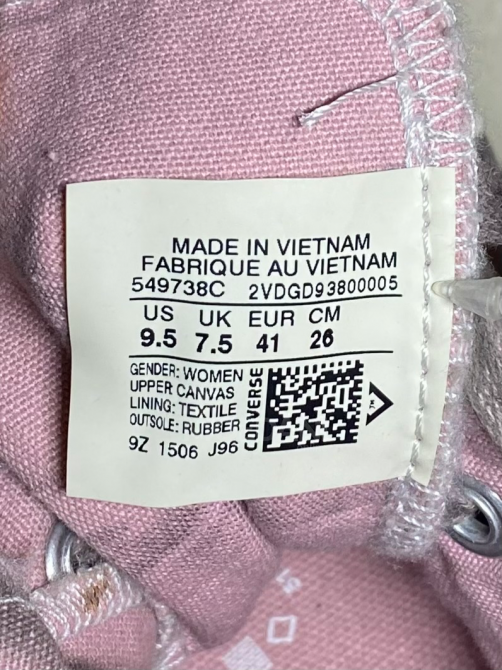 MADE IN VIETNAM
FABRIQUE AU VIETNAM
549738C 2VDGD93800005
US UK EUR CM
9.5 7.5 41 26
GENDER: WOMEN
UPPER CANVAS
LINING: TEXTILE
OUTSOLE: RUBBER
9Z 1506 J96
CONVERSE